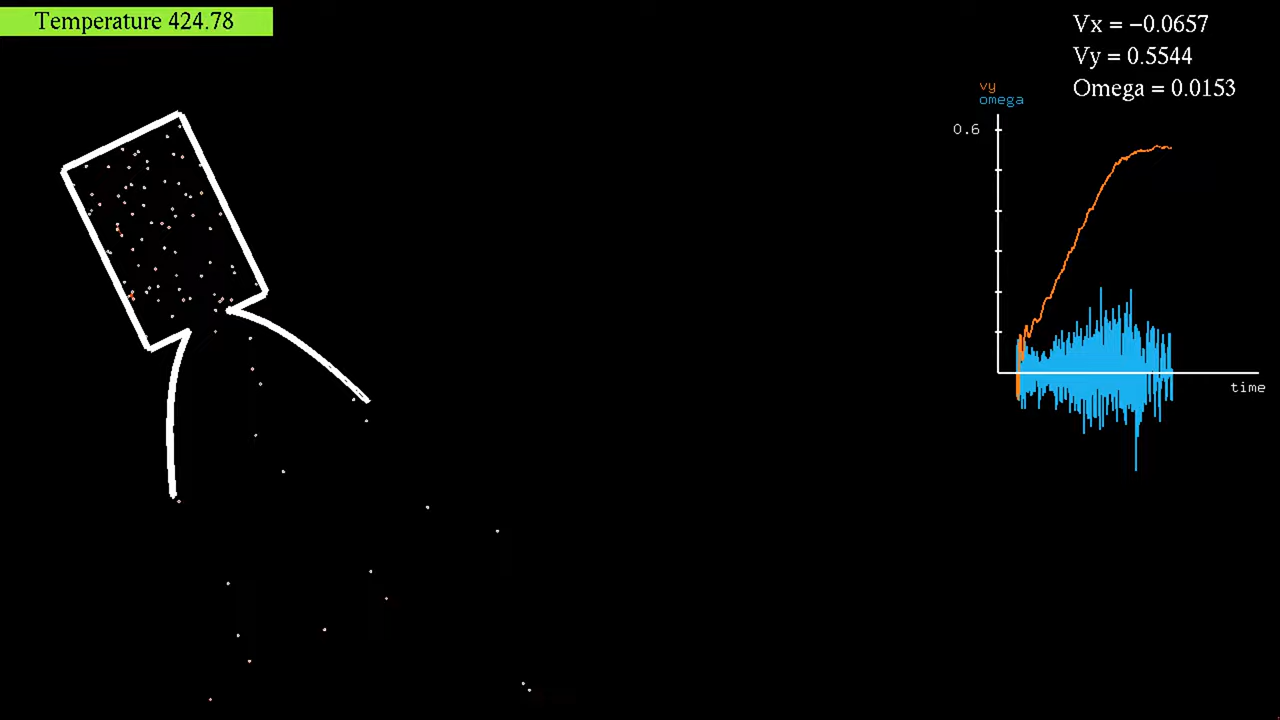 Temperature 424.78
Vx = −0.0657
Vy = 0.5544
Omega = 0.0153
vy
omega
0.6
time